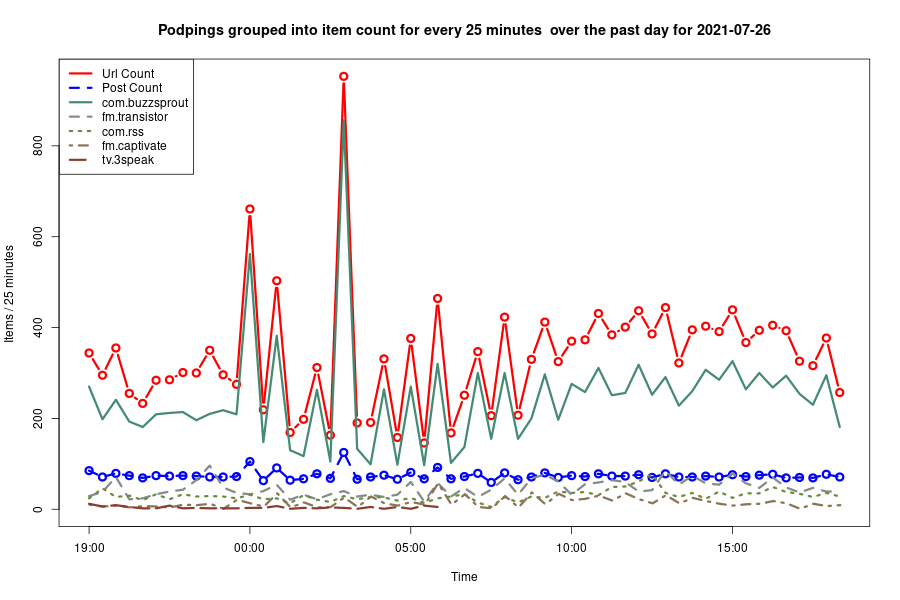 Podpings grouped into item count for every 25 minutes  over the past day for 2021-07-26
Url Count
Post Count
com.buzzsprout
fm.transistor
com.rss
fm.captivate
tv.3speak
Items / 25 minutes
800
600
400
200
0
19:00
00:00
05:00
10:00
15:00
Time